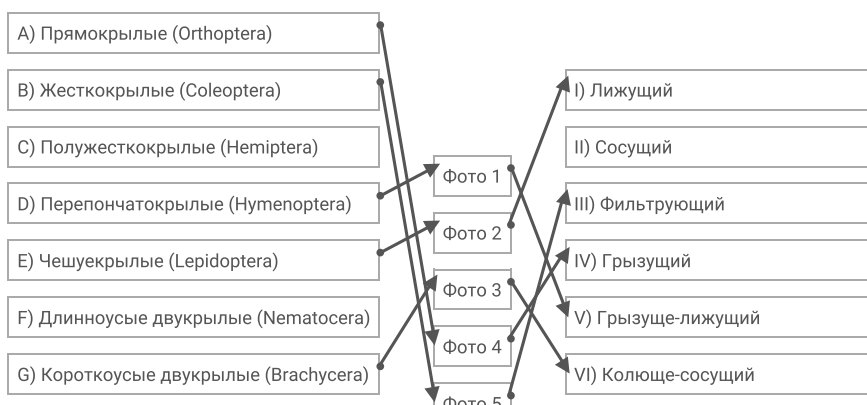 A) Прямокрылые (Orthoptera)
B) Жесткокрылые (Coleoptera)
C) Полужесткокрылые (Hemiptera)
D) Перепончатокрылые (Hymenoptera)
E) Чешуекрылые (Lepidoptera)
F) Длинноусые двукрылые (Nematocera)
G) Короткоусые двукрылые (Brachycera)
Фото 1
Фото 2
Фото 3
Фото 4
Фото 5
I) Лижущий
II) Сосущий
III) Фильтрующий
IV) Грызущий
V) Грызуще-лижущий
VI) Колюще-сосущий